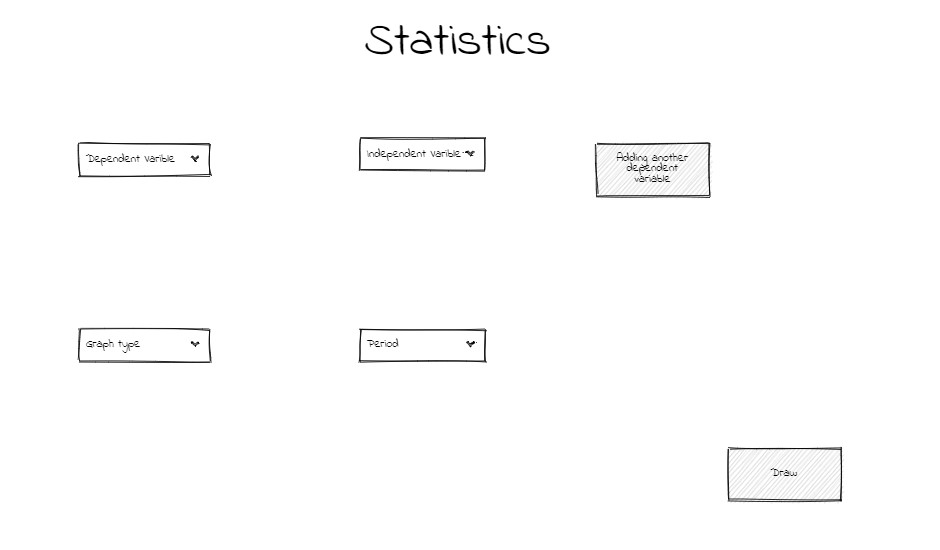 Statistics
Dependent Varible
Independent Varible
Adding another
dependent
variable
Graph type
Period
Draw